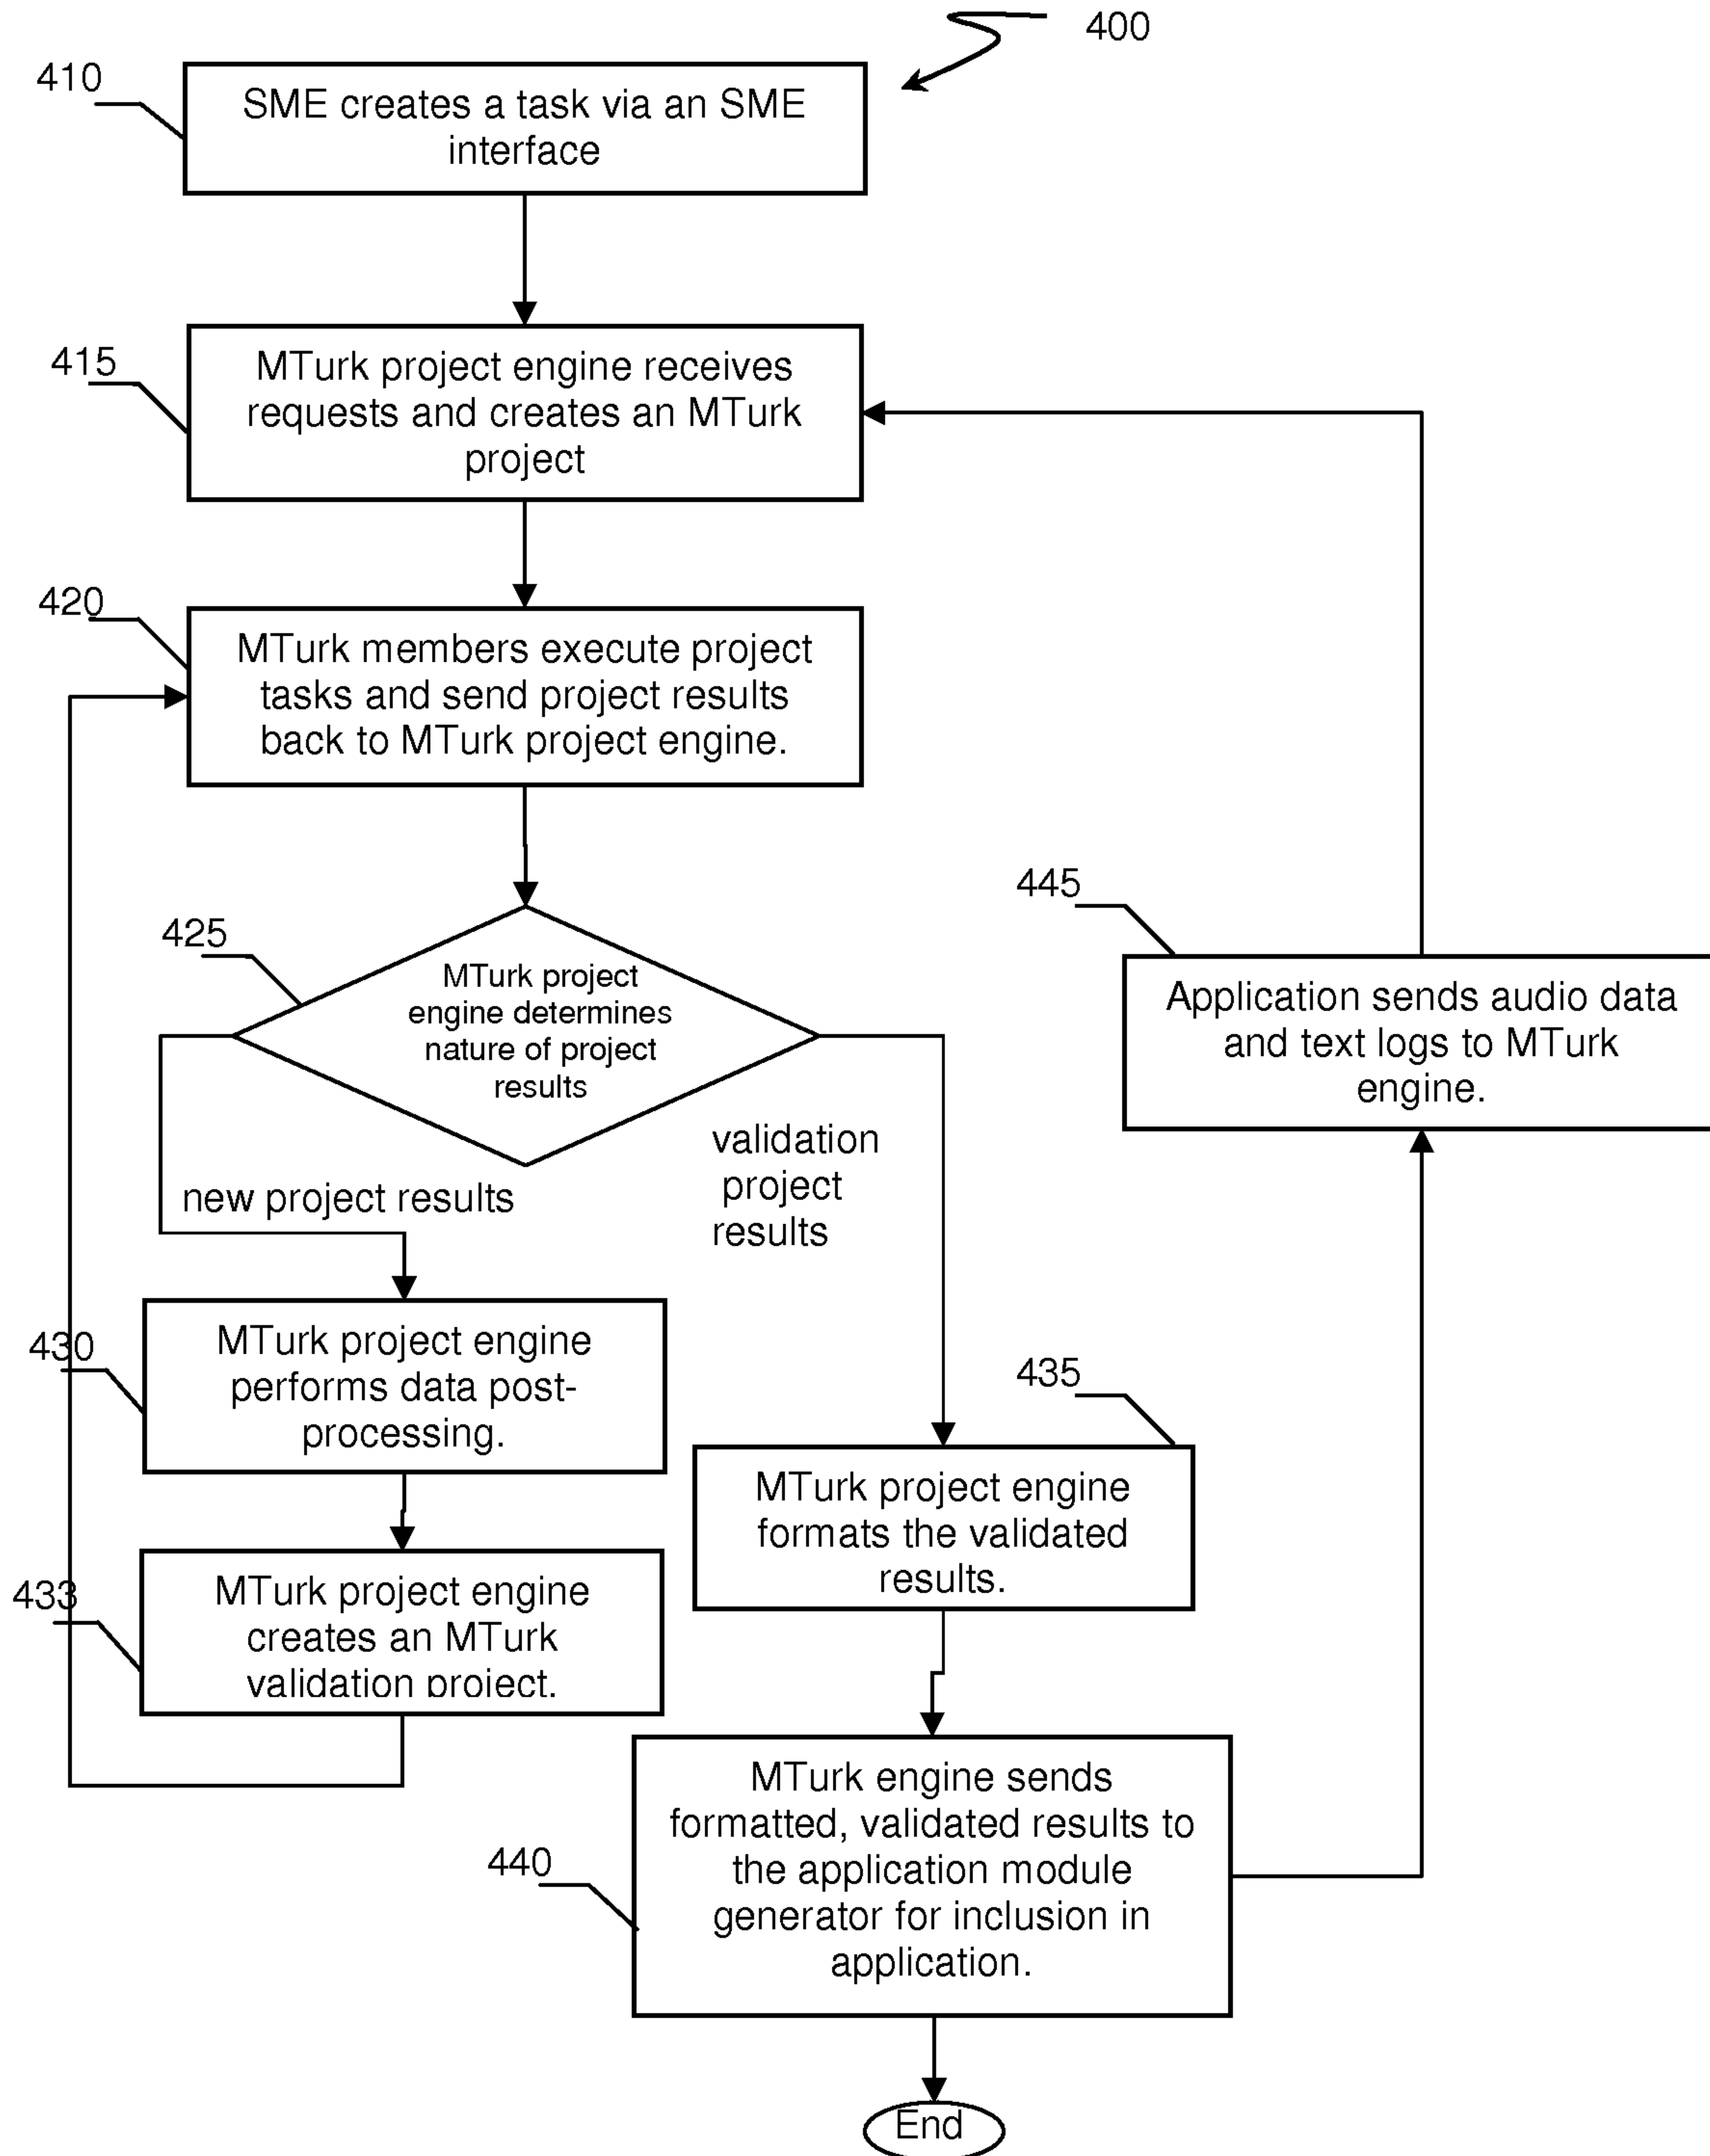 400
410
SME creates a task via an SME
interface
415
MTurk project engine receives
requests and creates an MTurk
project
420
MTurk members execute project
tasks and send project results
back to MTurk project engine.
425
MTurk project
engine determines
nature of project
results
445
Application sends audio data
and text logs to MTurk
engine.
new project results
validation
project
results
430
MTurk project engine
performs data post-
processing.
435
MTurk project engine
formats the validated
results.
433
MTurk project engine
creates an MTurk
validation project.
440
MTurk engine sends
formatted, validated results to
the application module
generator for inclusion in
application.
End